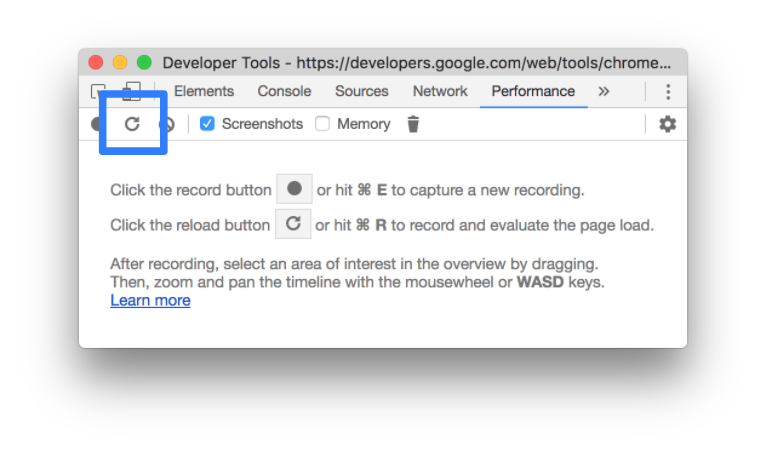 Developer Tools - https://developers.google.com/web/tools/chrome...
Elements Console Sources Network Performance »
Screenshots Memory
Click the record button or hit ⌘ E to capture a new recording.
Click the reload button or hit ⌘ R to record and evaluate the page load.
After recording, select an area of interest in the overview by dragging.
Then, zoom and pan the timeline with the mousewheel or WASD keys.
Learn more